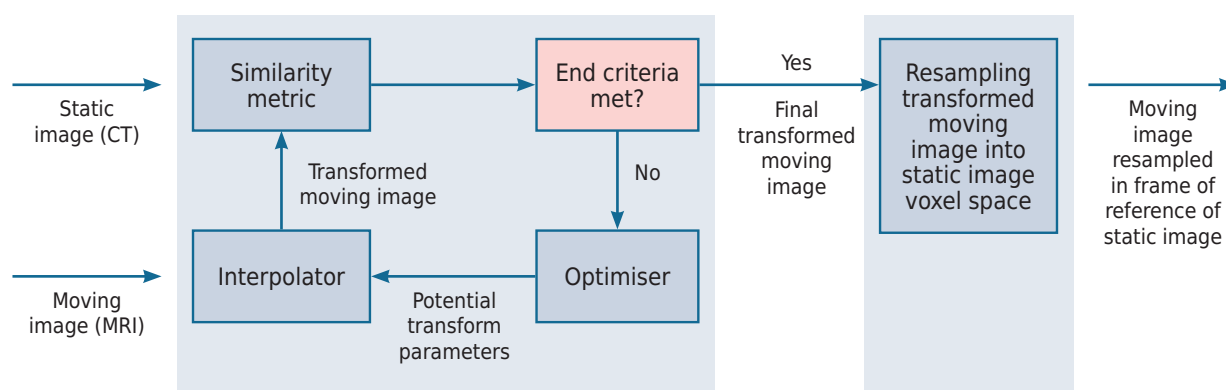 Static
image (CT)
Similarity
metric
End criteria
met?
Yes
Final
transformed
moving
image
Resampling
transformed
moving
image into
static image
voxel space
Moving
image
resampled
in frame of
reference of
static image
Transformed
moving image
No
Moving
image (MRI)
Interpolator
Potential
transform
parameters
Optimiser